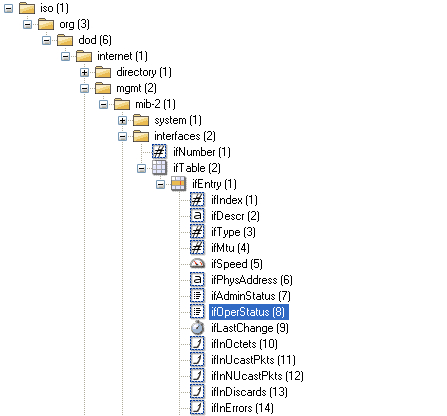 iso (1)
org (3)
dod (6)
internet (1)
directory (1)
mgmt (2)
mib-2 (1)
system (1)
interfaces (2)
ifNumber (1)
ifTable (2)
ifEntry (1)
ifIndex (1)
ifDescr (2)
ifType (3)
ifMtu (4)
ifSpeed (5)
ifPhysAddress (6)
ifAdminStatus (7)
ifOperStatus (8)
ifLastChange (9)
ifInOctets (10)
ifInUcastPkts (11)
ifInNUcastPkts (12)
ifInDiscards (13)
ifInErrors (14)